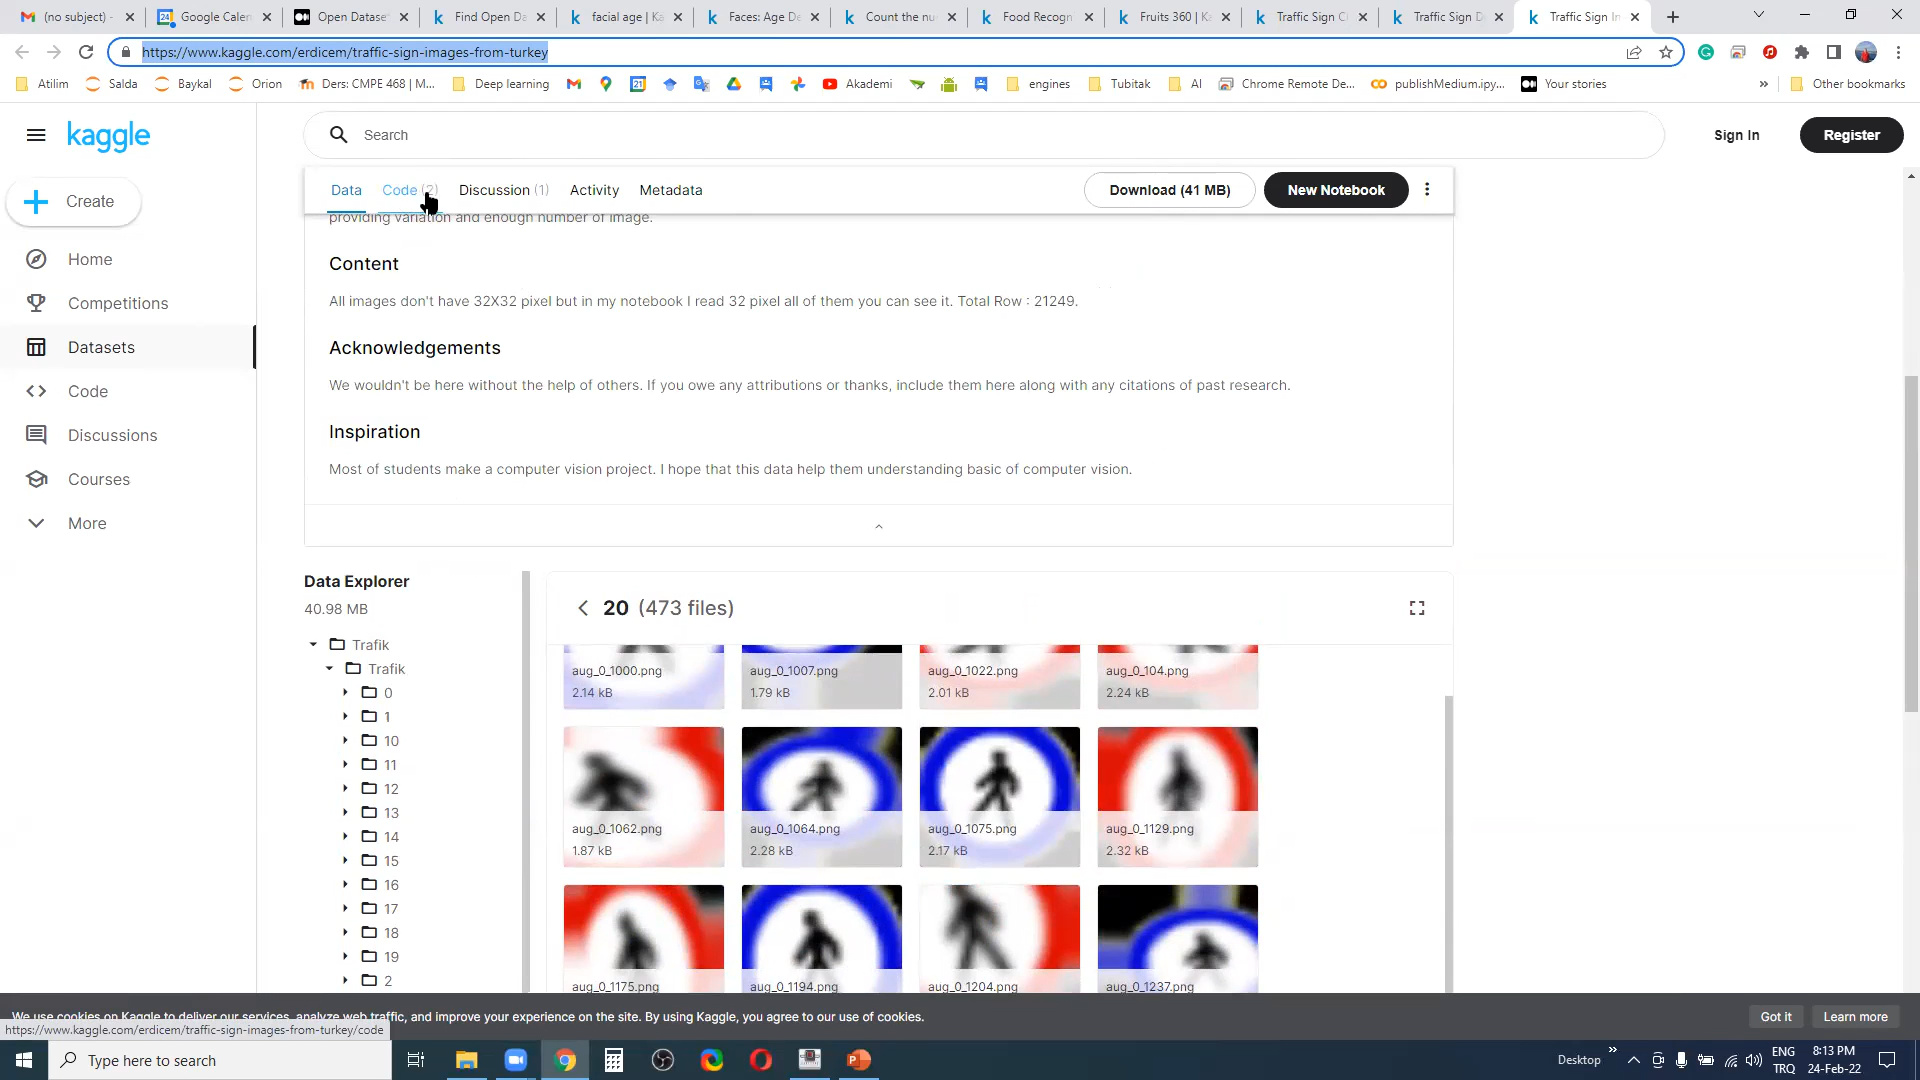 (no subject) -
Google Calen
Open Dataset
Find Open Da
facial age | Ka
Faces: Age De
Count the nu
Food Recogn
Fruits 360 | Ka
Traffic Sign Cl
Traffic Sign D
Traffic Sign Im
https://www.kaggle.com/erdicem/traffic-sign-images-from-turkey
Atilim
Salda
Baykal
Orion
Ders: CMPE 468 | M...
Deep learning
Akademi
engines
Tubitak
AI
Chrome Remote De...
publishMedium.ipy...
Your stories
»
Other bookmarks
kaggle
Search
Sign In
Register
Create
Home
Competitions
Datasets
Code
Discussions
Courses
More
Data
Code (2)
Discussion (1)
Activity
Metadata
Download (41 MB)
New Notebook
providing variation and enough number of image.
Content
All images don't have 32X32 pixel but in my notebook I read 32 pixel all of them you can see it. Total Row : 21249.
Acknowledgements
We wouldn't be here without the help of others. If you owe any attributions or thanks, include them here along with any citations of past research.
Inspiration
Most of students make a computer vision project. I hope that this data help them understanding basic of computer vision.
Data Explorer
40.98 MB
Trafik
Trafik
0
1
10
11
12
13
14
15
16
17
18
19
2
20 (473 files)
aug_0_1000.png
2.14 kB
aug_0_1007.png
1.79 kB
aug_0_1022.png
2.01 kB
aug_0_104.png
2.24 kB
aug_0_1062.png
1.87 kB
aug_0_1064.png
2.28 kB
aug_0_1075.png
2.17 kB
aug_0_1129.png
2.32 kB
aug_0_1175.png
aug_0_1194.png
aug_0_1204.png
aug_0_1237.png
We use cookies on Kaggle to deliver our services, analyze web traffic, and improve your experience on the site. By using Kaggle, you agree to our use of cookies.
Got it
Learn more
https://www.kaggle.com/erdicem/traffic-sign-images-from-turkey/code
Type here to search
Desktop
»
ENG
TRQ
8:13 PM
24-Feb-22